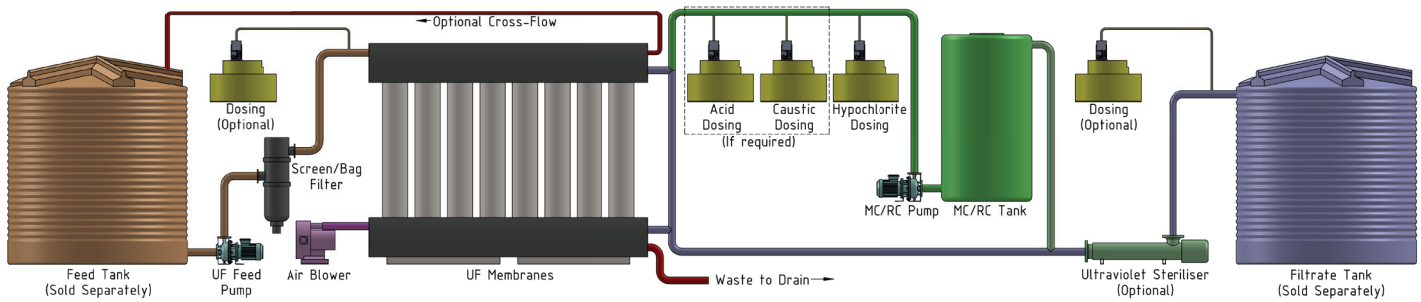 Optional Cross-Flow
Feed Tank
(Sold Separately)
UF Feed
Pump
Dosing
(Optional)
Screen/Bag
Filter
Air Blower
UF Membranes
Waste to Drain
Acid
Dosing
Caustic
Dosing
(If required)
Hypochlorite
Dosing
MC/RC Pump
MC/RC Tank
Dosing
(Optional)
Ultraviolet Steriliser
(Optional)
Filtrate Tank
(Sold Separately)